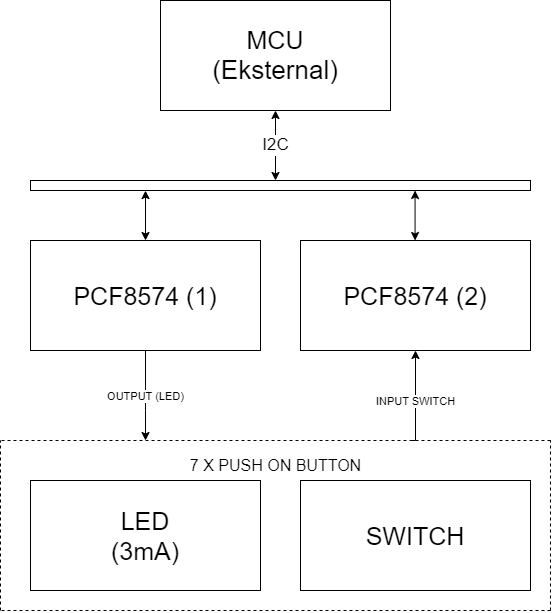 MCU
(Eksternal)
I2C
PCF8574 (1)
PCF8574 (2)
OUTPUT (LED)
INPUT SWITCH
7 X PUSH ON BUTTON
LED
(3mA)
SWITCH